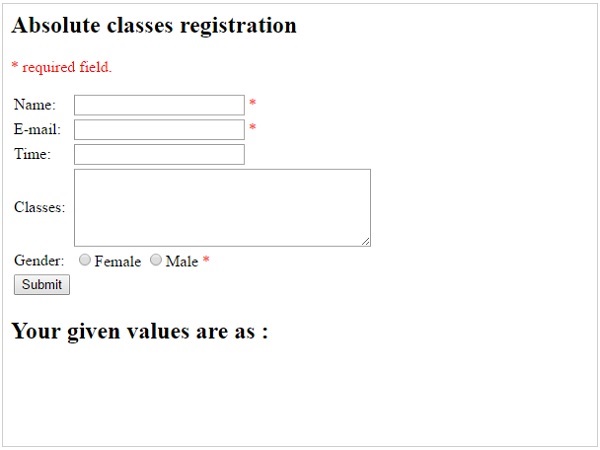 Absolute classes registration
* required field.
Name: *
E-mail: *
Time:
Classes:
Gender: Female Male *
Submit
Your given values are as :